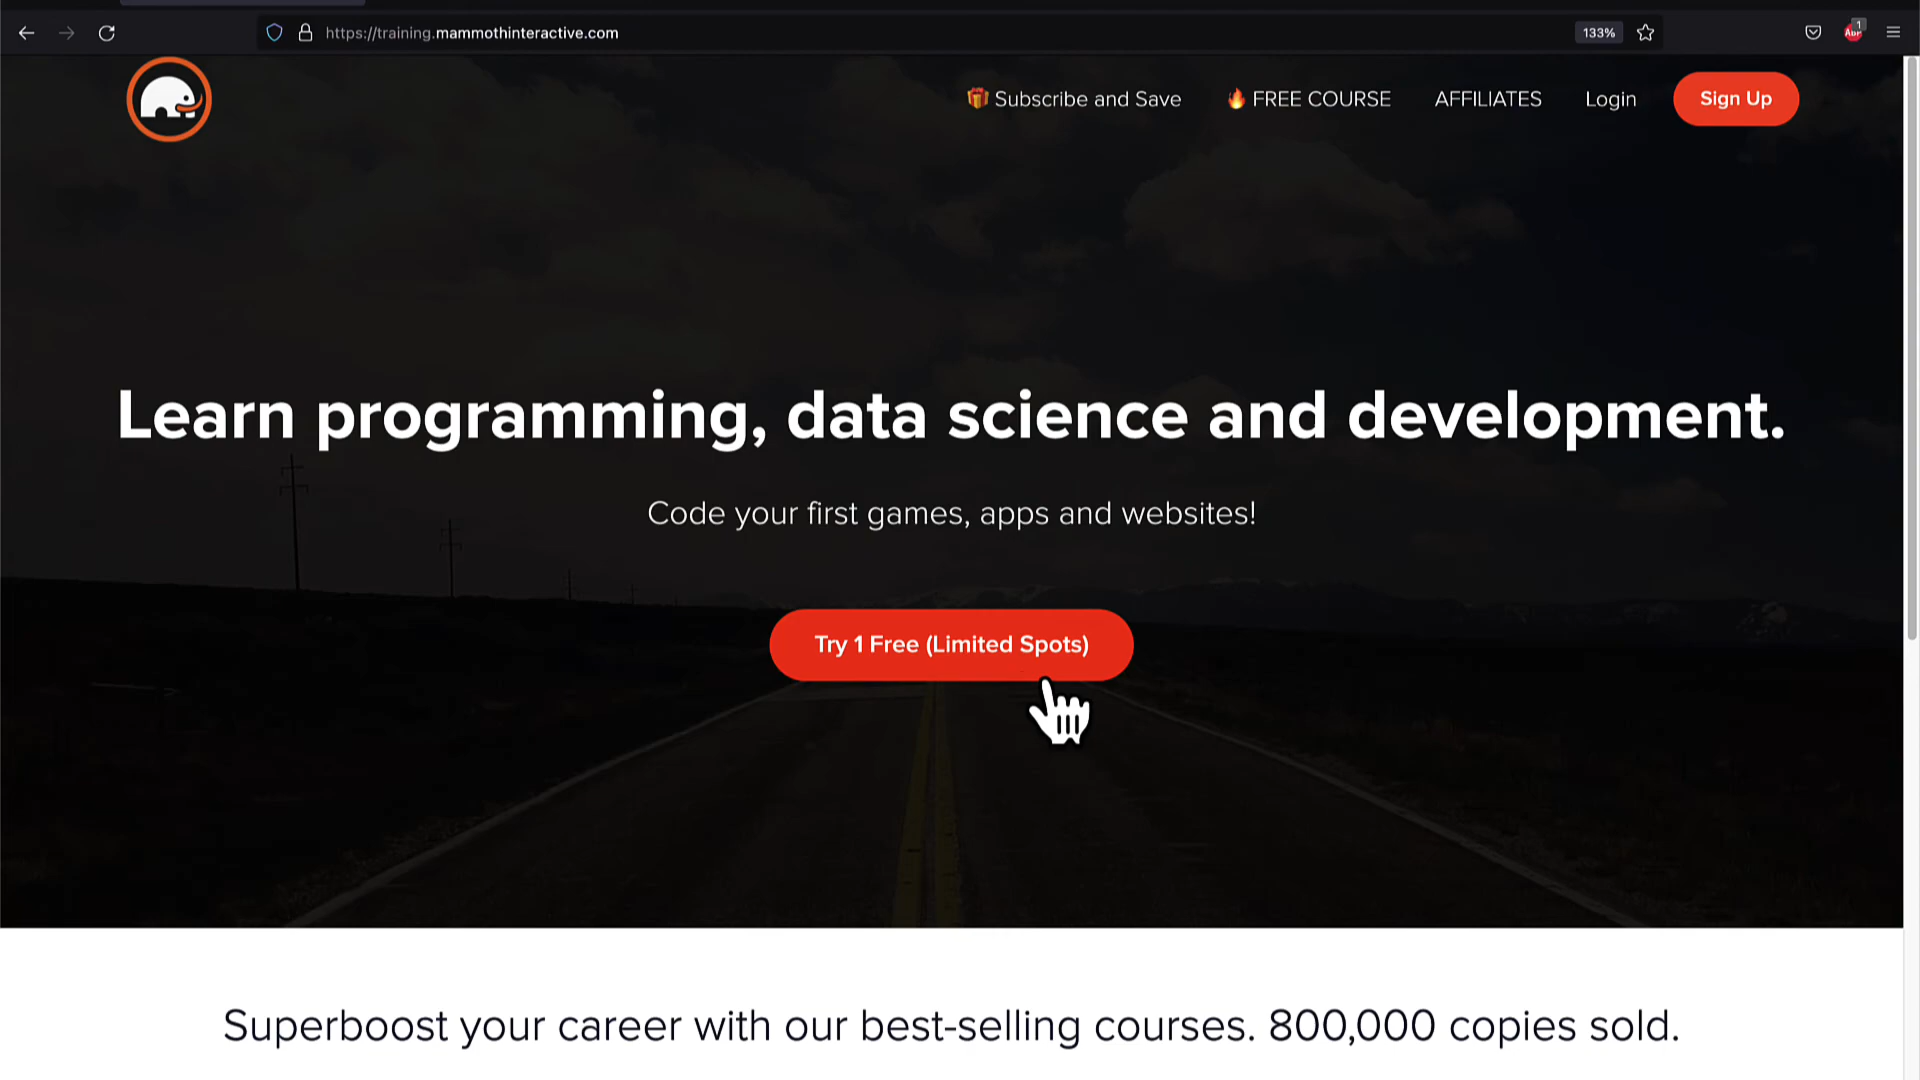 https://training.mammothinteractive.com
133%
1
ABP
Subscribe and Save
FREE COURSE
AFFILIATES
Login
Sign Up
Learn programming, data science and development.
Code your first games, apps and websites!
Try 1 Free (Limited Spots)
Superboost your career with our best-selling courses. 800,000 copies sold.